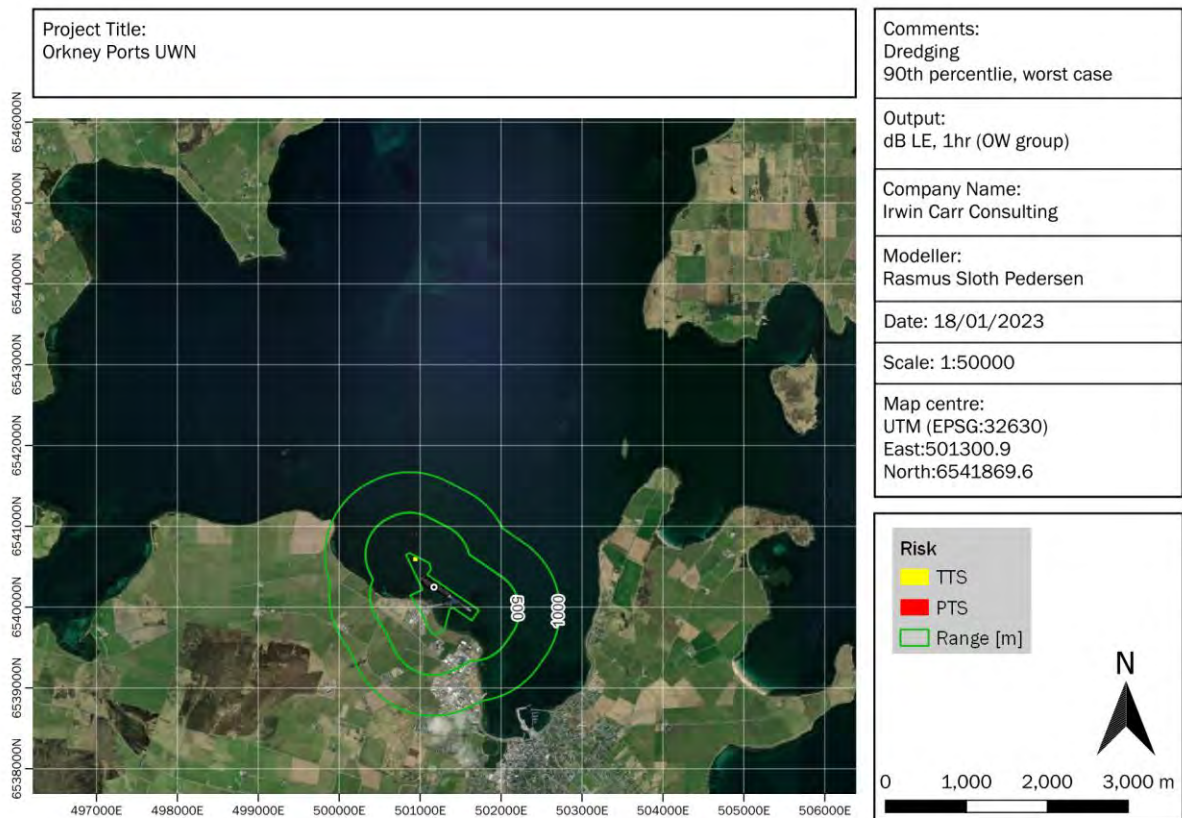 Project Title:
Orkney Ports UWN
Comments:
Dredging
90th percentlie, worst case
Output:
dB LE, 1hr (OW group)
Company Name:
Irwin Carr Consulting
Modeller:
Rasmus Sloth Pedersen
Date: 18/01/2023
Scale: 1:50000
Map centre:
UTM (EPSG:32630)
East:501300.9
North:6541869.6
6546000N
6545000N
6544000N
6543000N
6542000N
6541000N
6540000N
6539000N
6538000N
500
1000
497000E
498000E
499000E
500000E
501000E
502000E
503000E
504000E
505000E
506000E
Risk
TTS
PTS
Range [m]
N
0 1,000 2,000 3,000 m